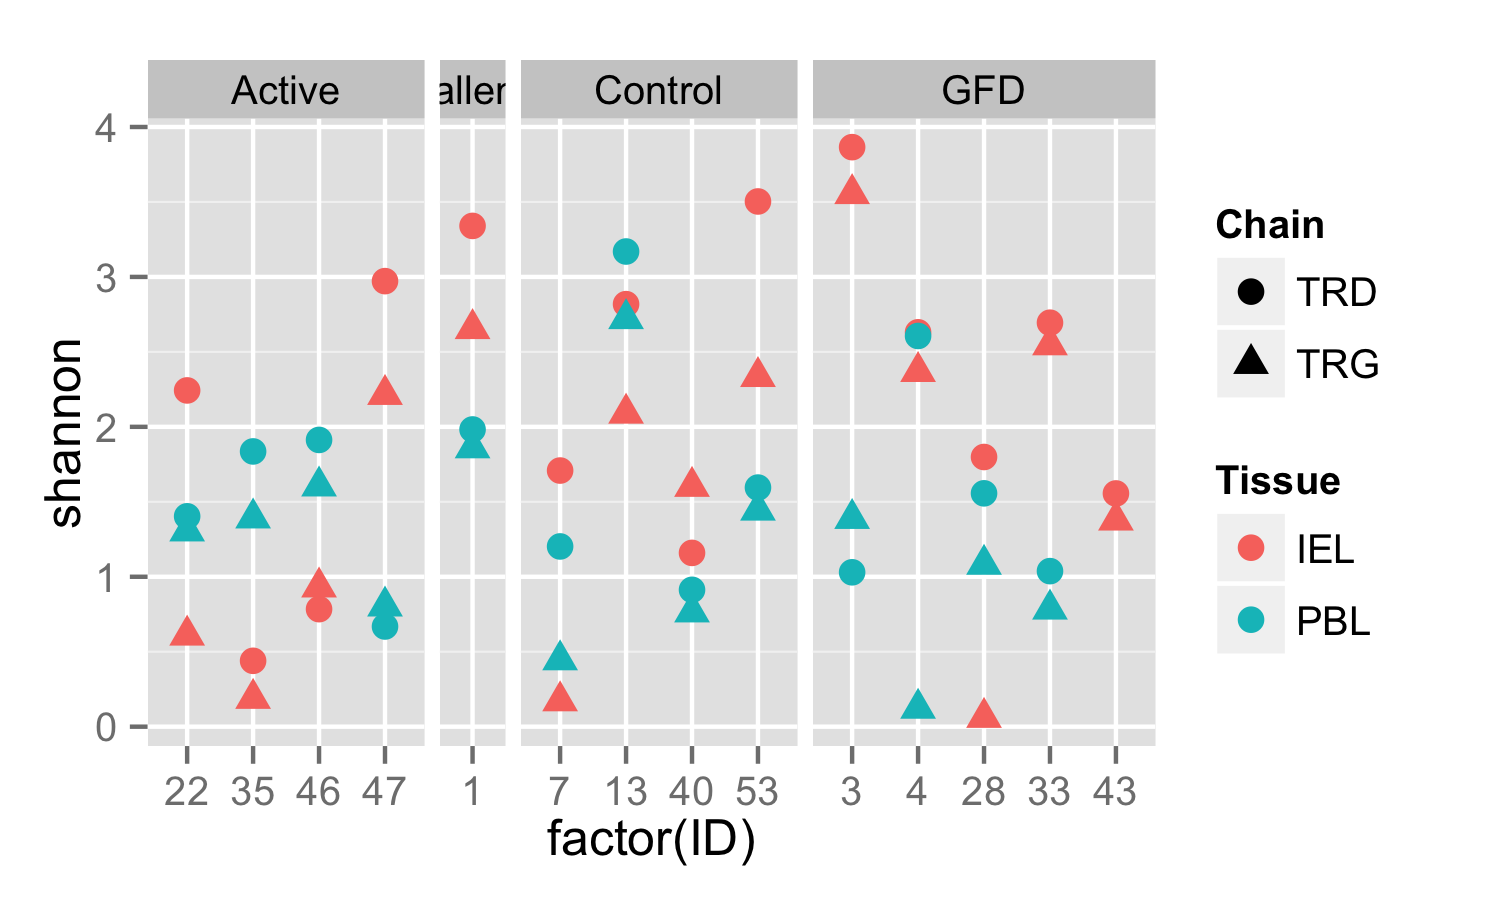 Active
aller
Control
GFD
4
3
2
1
0
shannon
22 35 46 47 1 7 13 40 53 3 4 28 33 43
factor(ID)
Chain
TRD
TRG
Tissue
IEL
PBL